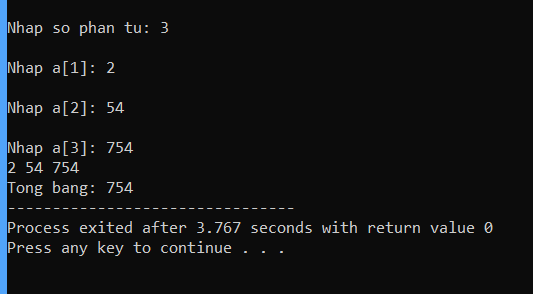 Nhap so phan tu: 3
Nhap a[1]: 2
Nhap a[2]: 54
Nhap a[3]: 754
2 54 754
Tong bang: 754
--------------------------------
Process exited after 3.767 seconds with return value 0
Press any key to continue . . .